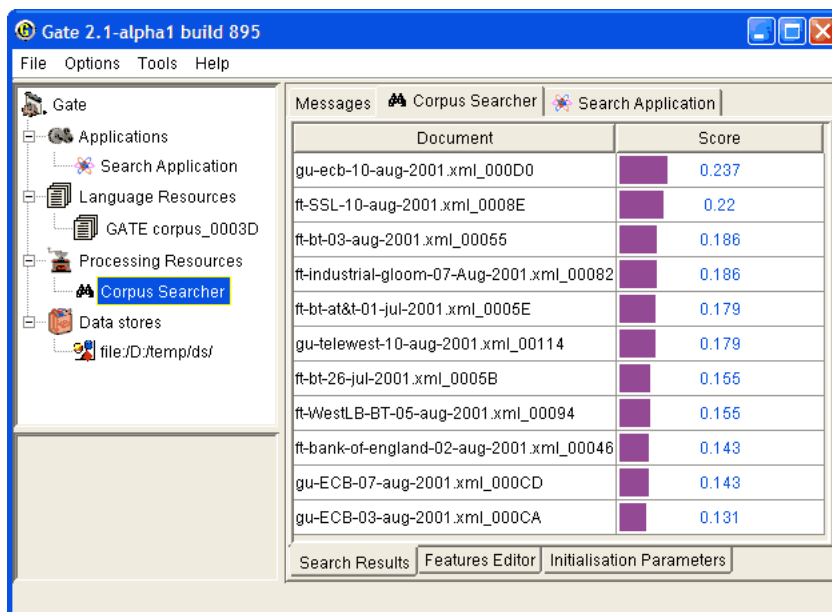 Gate 2.1-alpha1 build 895
File Options Tools Help
Gate
Applications
Search Application
Language Resources
GATE corpus_0003D
Processing Resources
Corpus Searcher
Data stores
file:/D:/temp/ds/
Messages Corpus Searcher Search Application
Document Score
gu-ecb-10-aug-2001.xml_000D0 0.237
ft-SSL-10-aug-2001.xml_0008E 0.22
ft-bt-03-aug-2001.xml_00055 0.186
ft-industrial-gloom-07-Aug-2001.xml_00082 0.186
ft-bt-at&t-01-jul-2001.xml_0005E 0.179
gu-telewest-10-aug-2001.xml_00114 0.179
ft-bt-26-jul-2001.xml_0005B 0.155
ft-WestLB-BT-05-aug-2001.xml_00094 0.155
ft-bank-of-england-02-aug-2001.xml_00046 0.143
gu-ECB-07-aug-2001.xml_000CD 0.143
gu-ECB-03-aug-2001.xml_000CA 0.131
Search Results Features Editor Initialisation Parameters